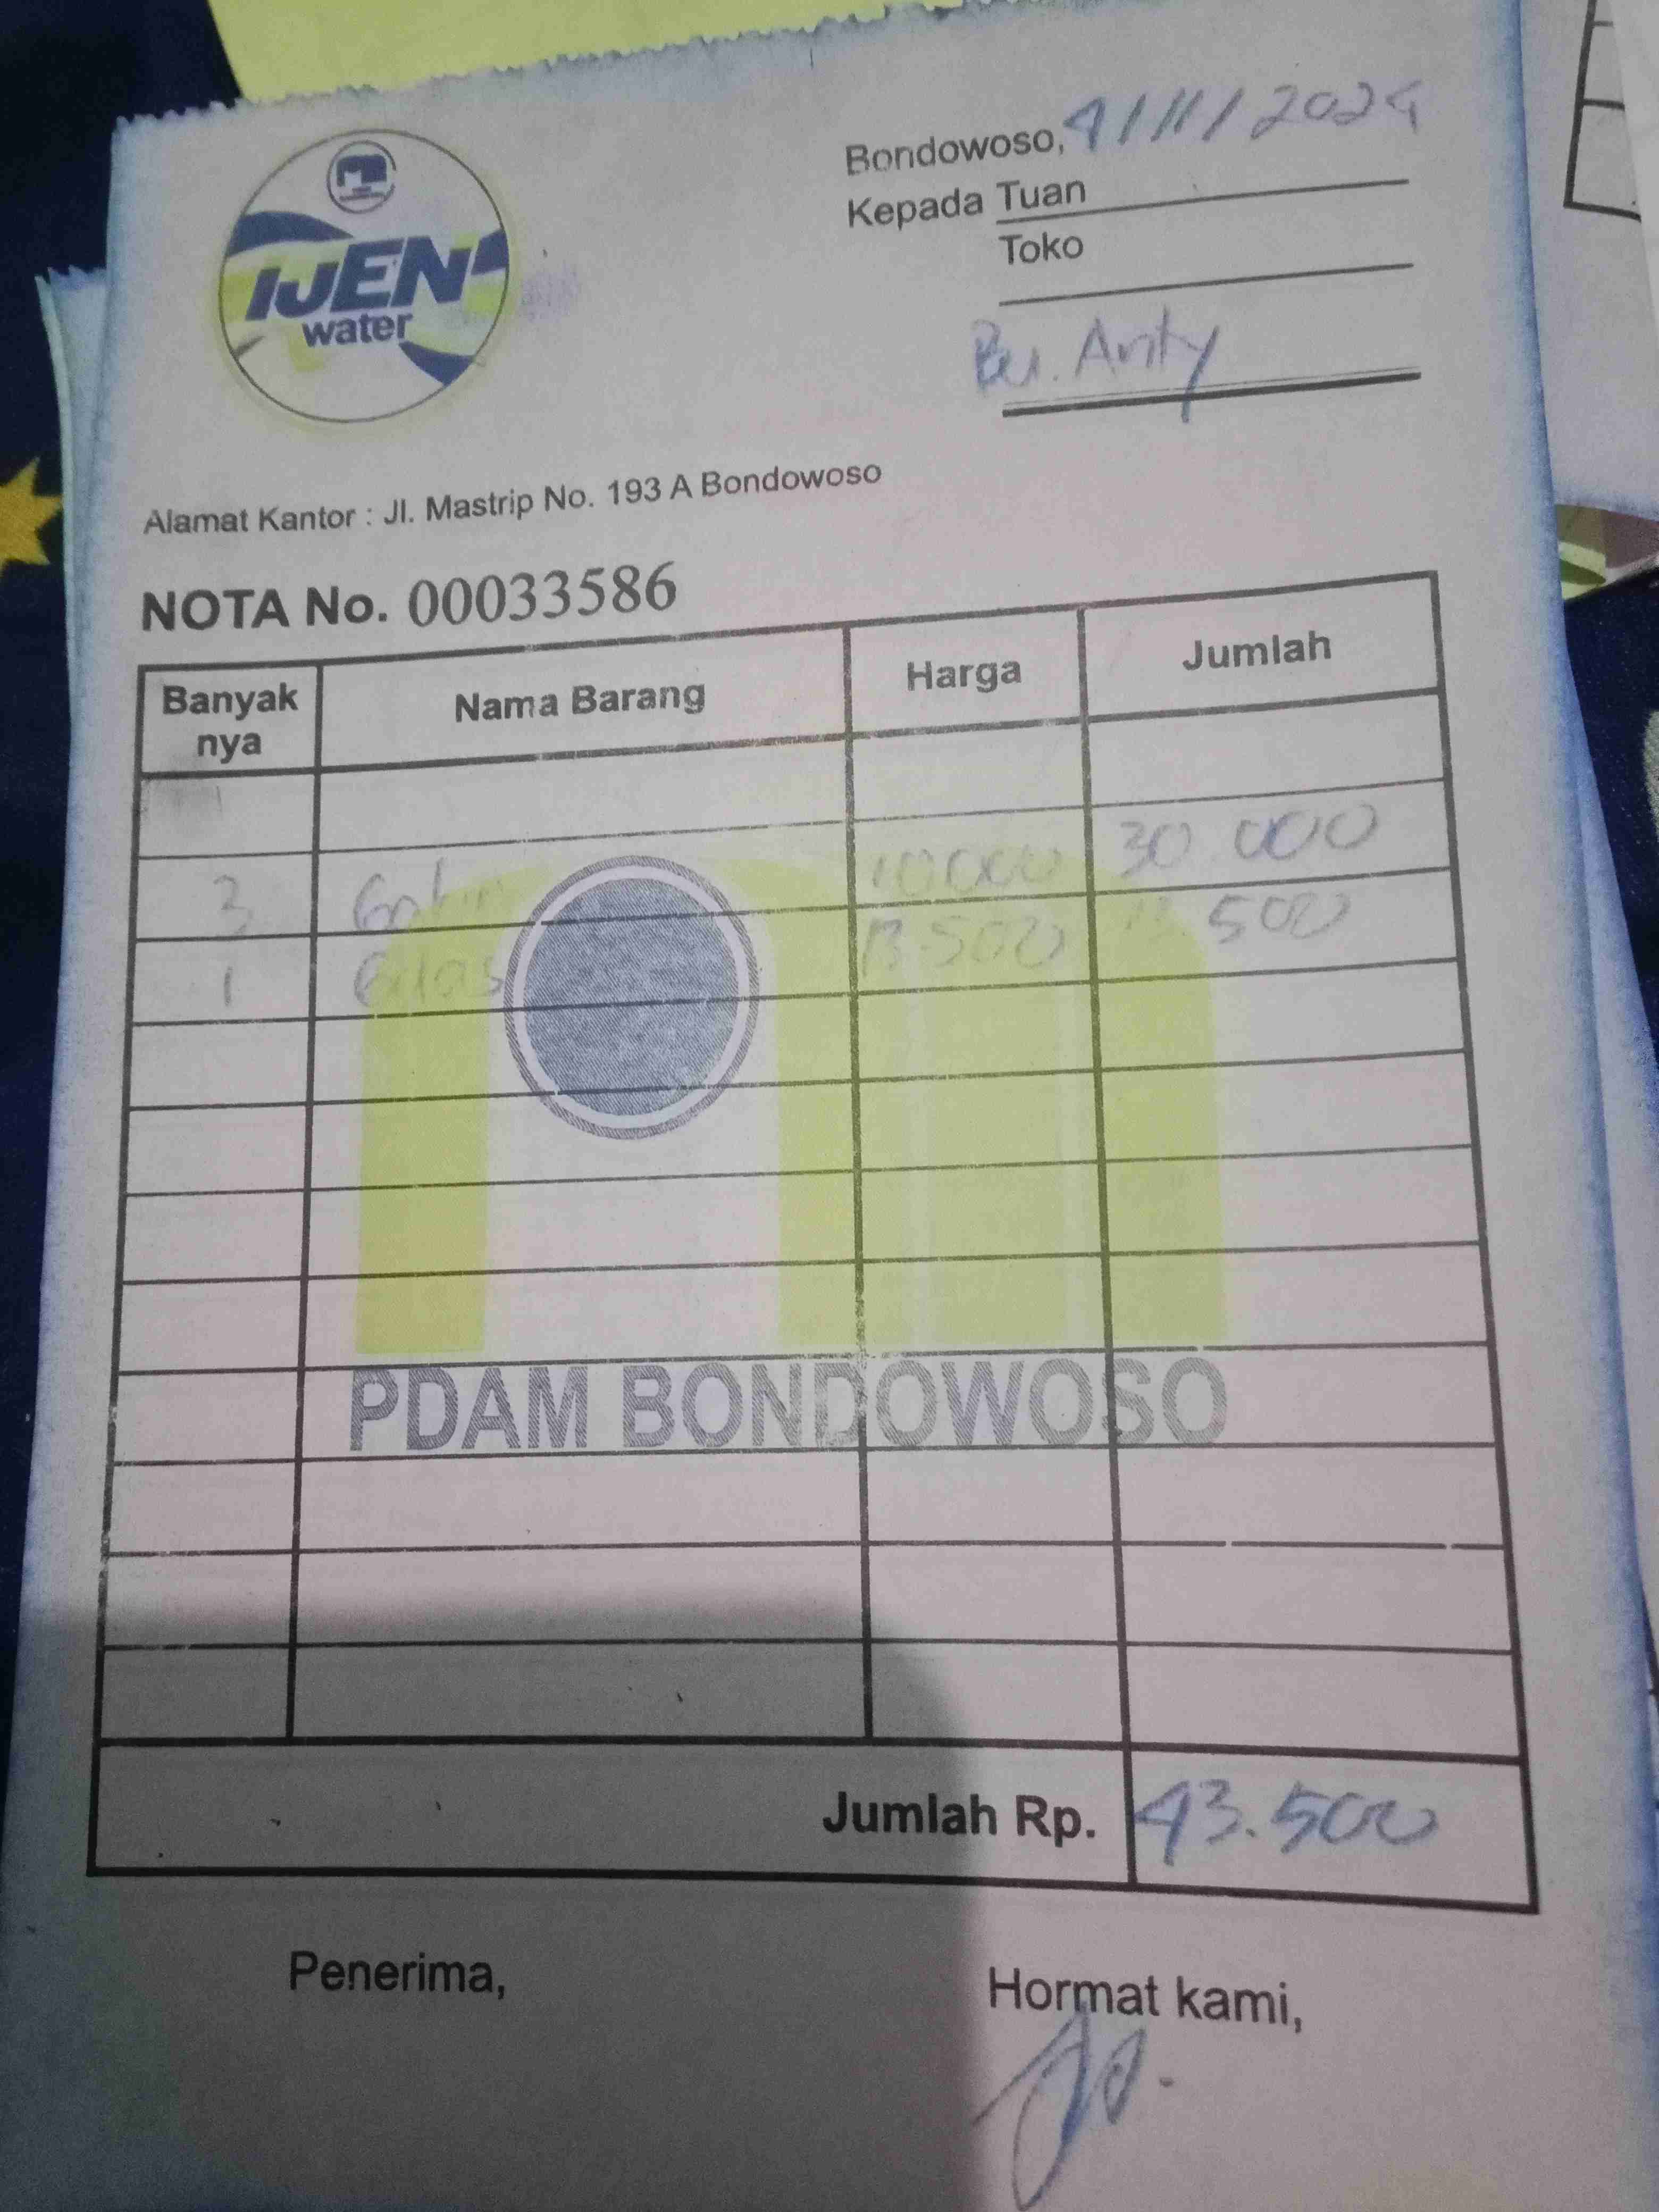 IJEN
water
Bondowoso, 4/11/2024
Kepada Tuan
Toko
Bu. Anty
Alamat Kantor : Jl. Mastrip No. 193 A Bondowoso
NOTA No. 00033586
Banyak nya Nama Barang Harga Jumlah
3 10000 30.000
1 Gelas 13.500 13.500
PDAM BONDOWOSO
Jumlah Rp. 43.500
Penerima, Hormat kami,